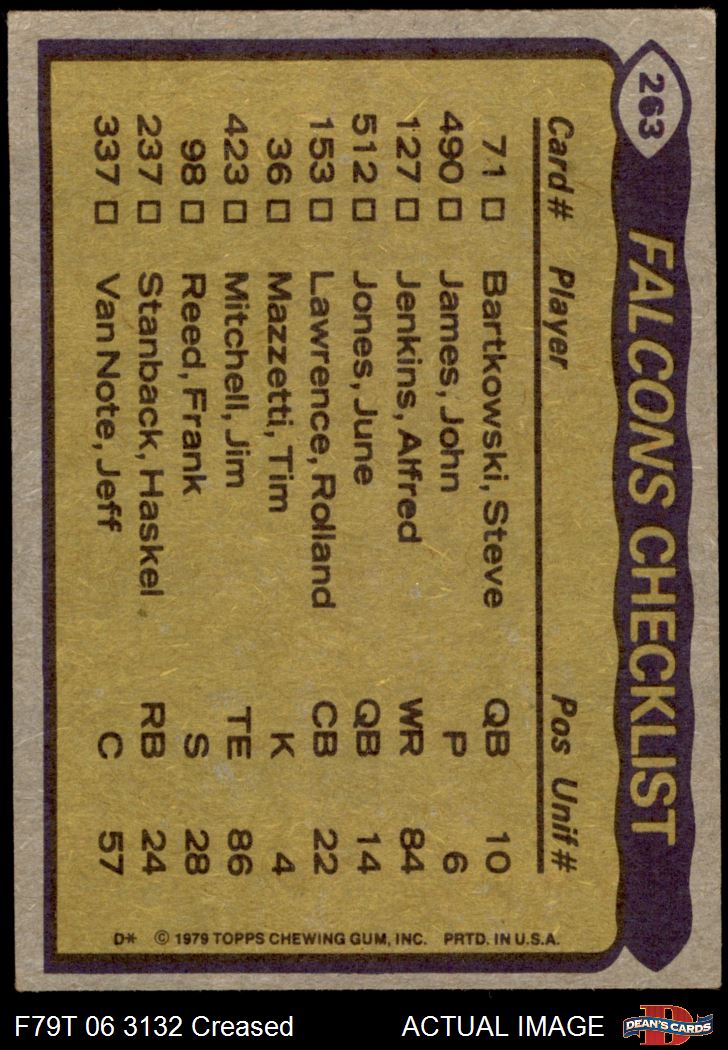 263
FALCONS CHECKLIST
Card # Player Pos Unif #
71 Bartkowski, Steve QB 10
490 James, John P 6
127 Jenkins, Alfred WR 84
512 Jones, June QB 14
153 Lawrence, Rolland CB 22
36 Mazzetti, Tim K 4
423 Mitchell, Jim TE 86
98 Reed, Frank S 28
237 Stanback, Haskel RB 24
337 Van Note, Jeff C 57
D* © 1979 TOPPS CHEWING GUM, INC. PRTD. IN U.S.A.
F79T 06 3132 Creased ACTUAL IMAGE
D
DEAN'S CARDS